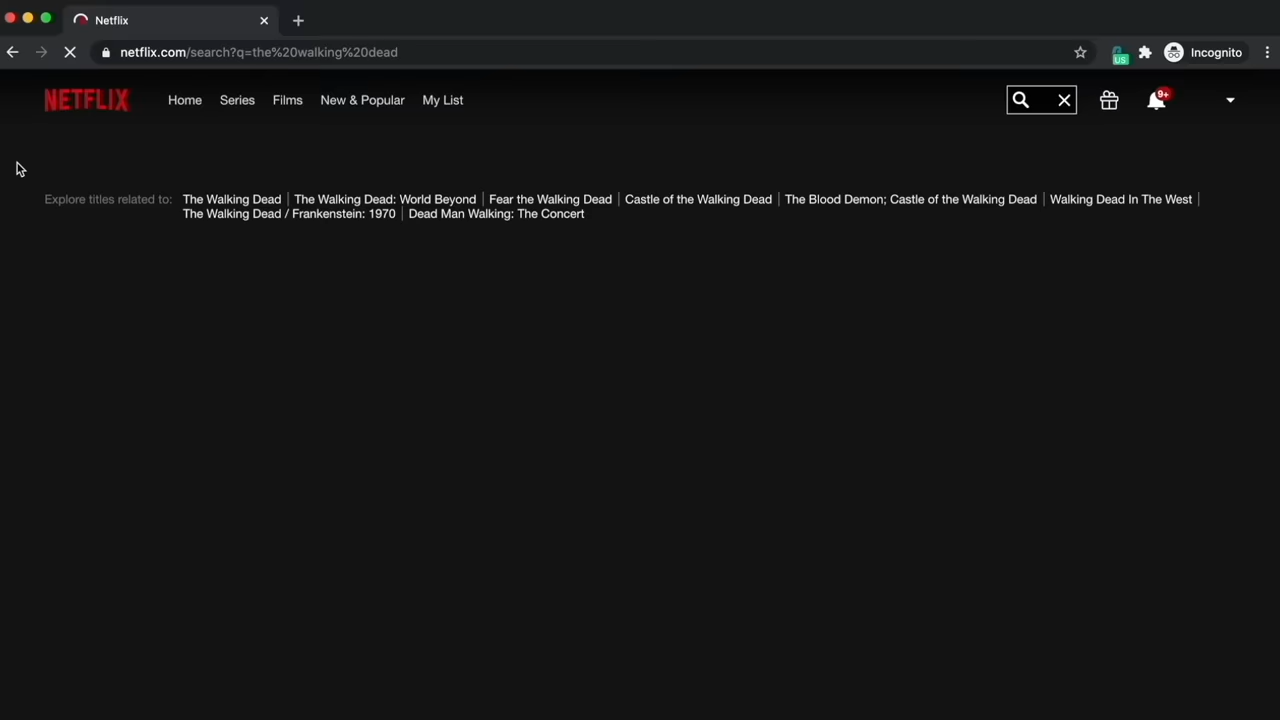 Netflix
netflix.com/search?q=the%20walking%20dead
US
Incognito
NETFLIX Home Series Films New & Popular My List 9+
Explore titles related to: The Walking Dead | The Walking Dead: World Beyond | Fear the Walking Dead | Castle of the Walking Dead | The Blood Demon; Castle of the Walking Dead | Walking Dead In The West |
The Walking Dead / Frankenstein: 1970 | Dead Man Walking: The Concert